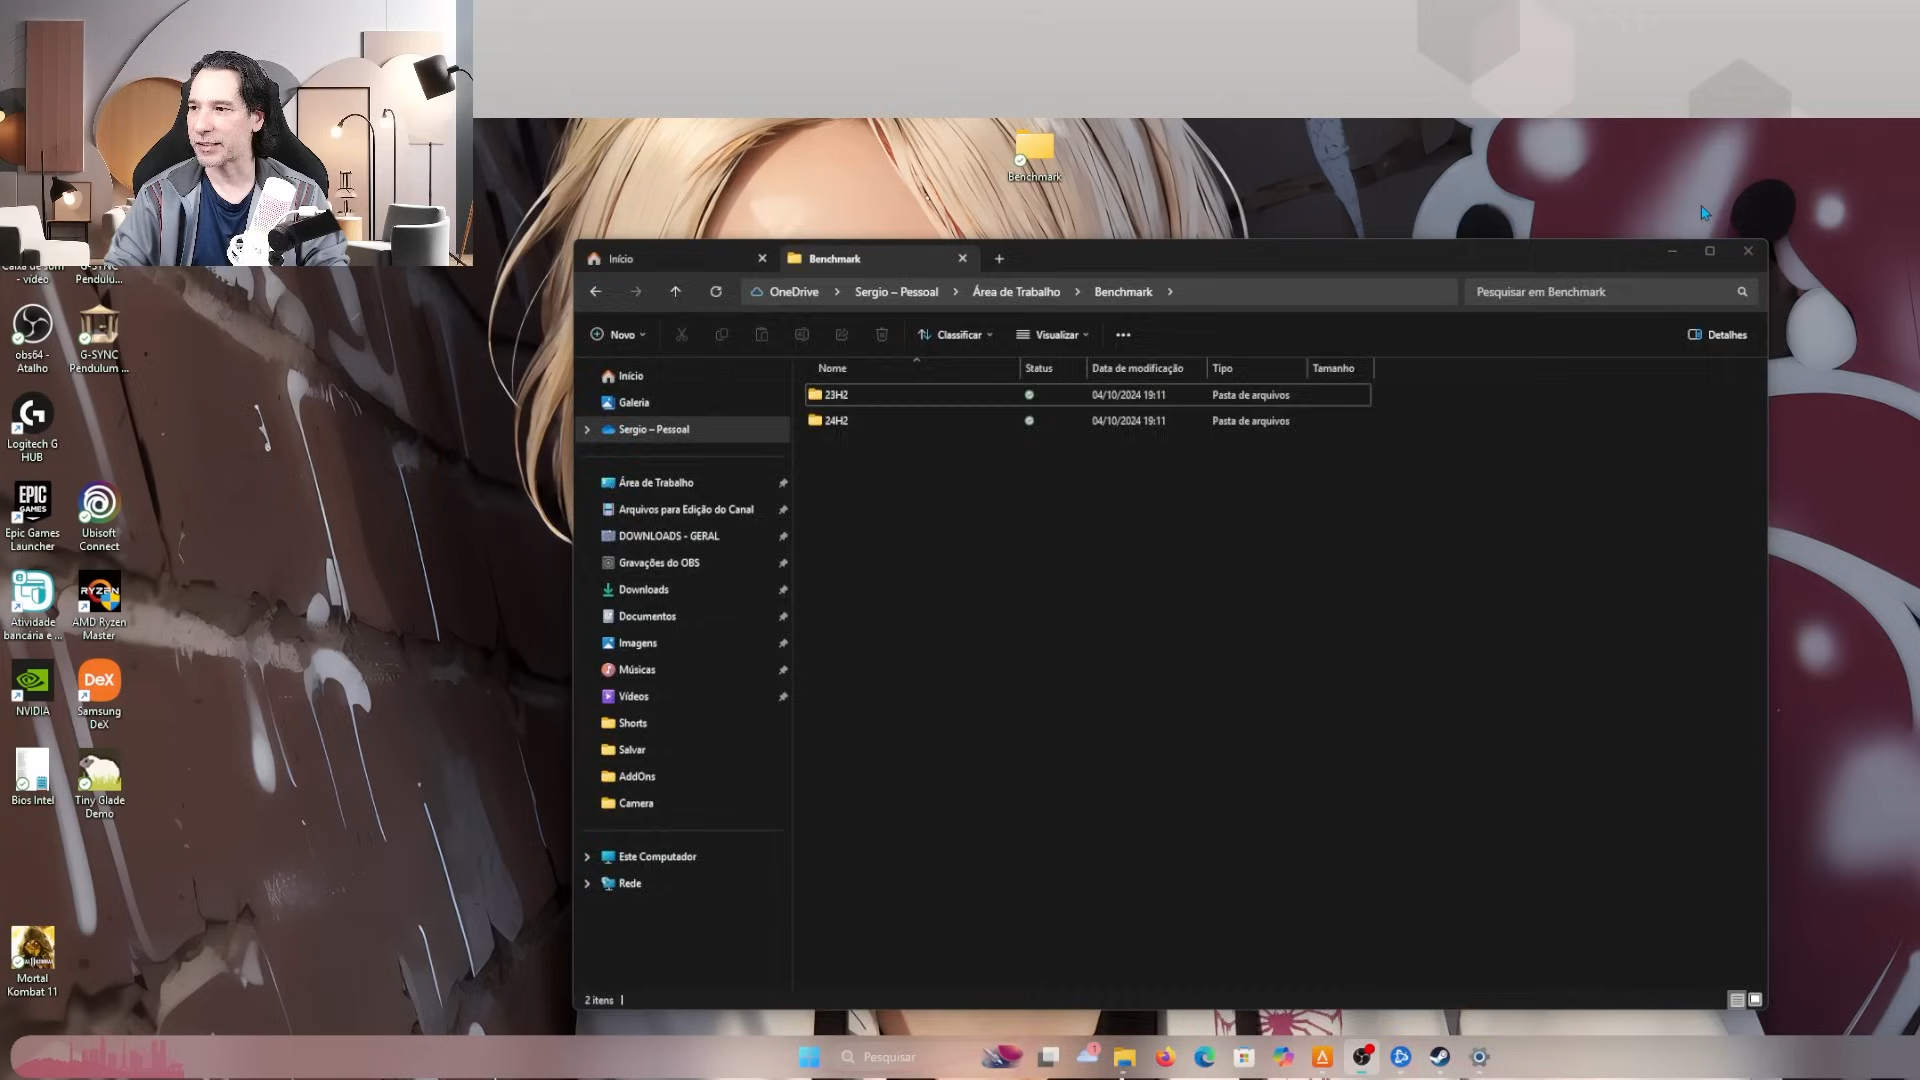 Benchmark
Início
Benchmark
OneDrive
Sergio – Pessoal
Área de Trabalho
Benchmark
Pesquisar em Benchmark
Novo
Classificar
Visualizar
Detalhes
Nome
Status
Data de modificação
Tipo
Tamanho
23H2
04/10/2024 19:11
Pasta de arquivos
24H2
04/10/2024 19:11
Pasta de arquivos
Início
Galeria
Sergio – Pessoal
Área de Trabalho
Arquivos para Edição do Canal
DOWNLOADS - GERAL
Gravações do OBS
Downloads
Documentos
Imagens
Músicas
Vídeos
Shorts
Salvar
AddOns
Camera
Este Computador
Rede
2 itens
- vídeo
Pendulu...
obs64 -
Atalho
G-SYNC
Pendulum ...
Logitech G
HUB
EPIC
GAMES
Epic Games
Launcher
Ubisoft
Connect
Atividade
bancária e ...
RYZEN
AMD Ryzen
Master
NVIDIA
DeX
Samsung
DeX
Bios Intel
Tiny Glade
Demo
Mortal
Kombat 11
Pesquisar
1